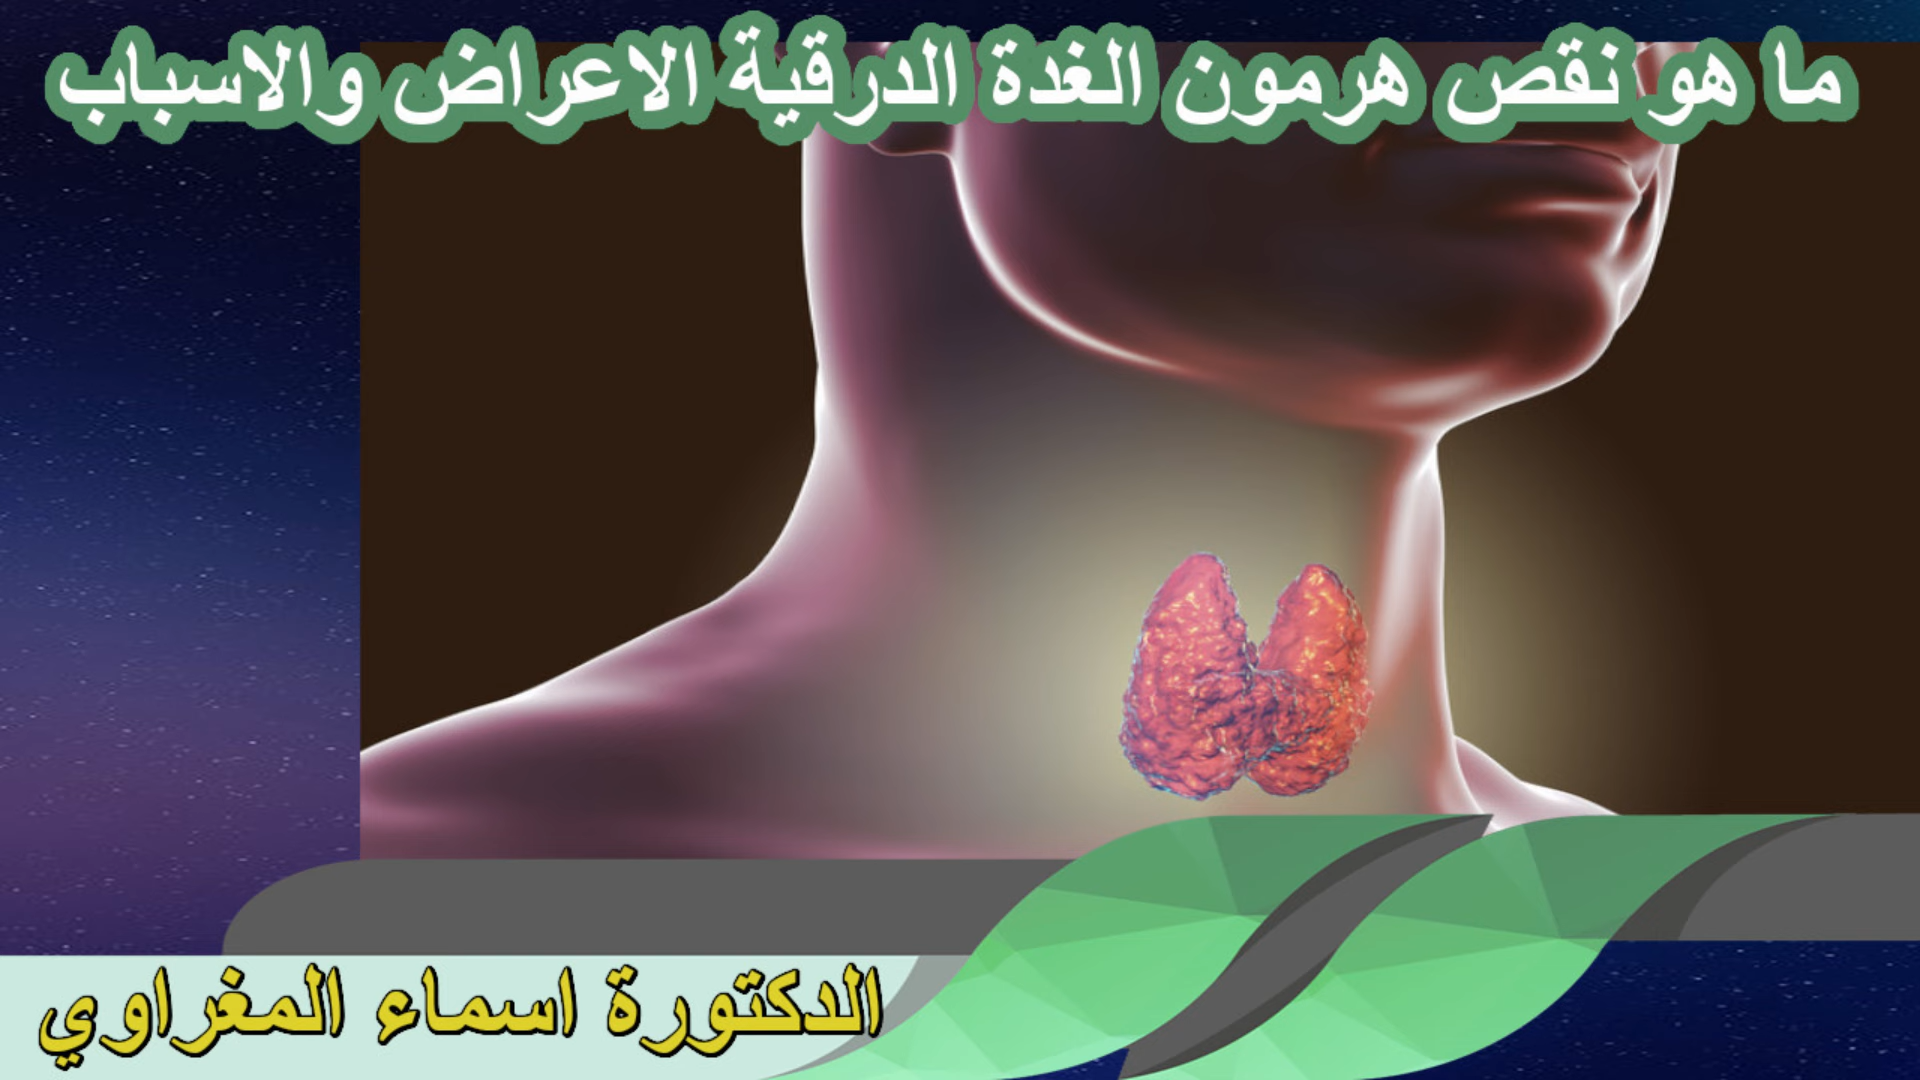 ما هو نقص هرمون الغدة الدرقية الاعراض والاسباب
الدكتورة اسماء المغراوي